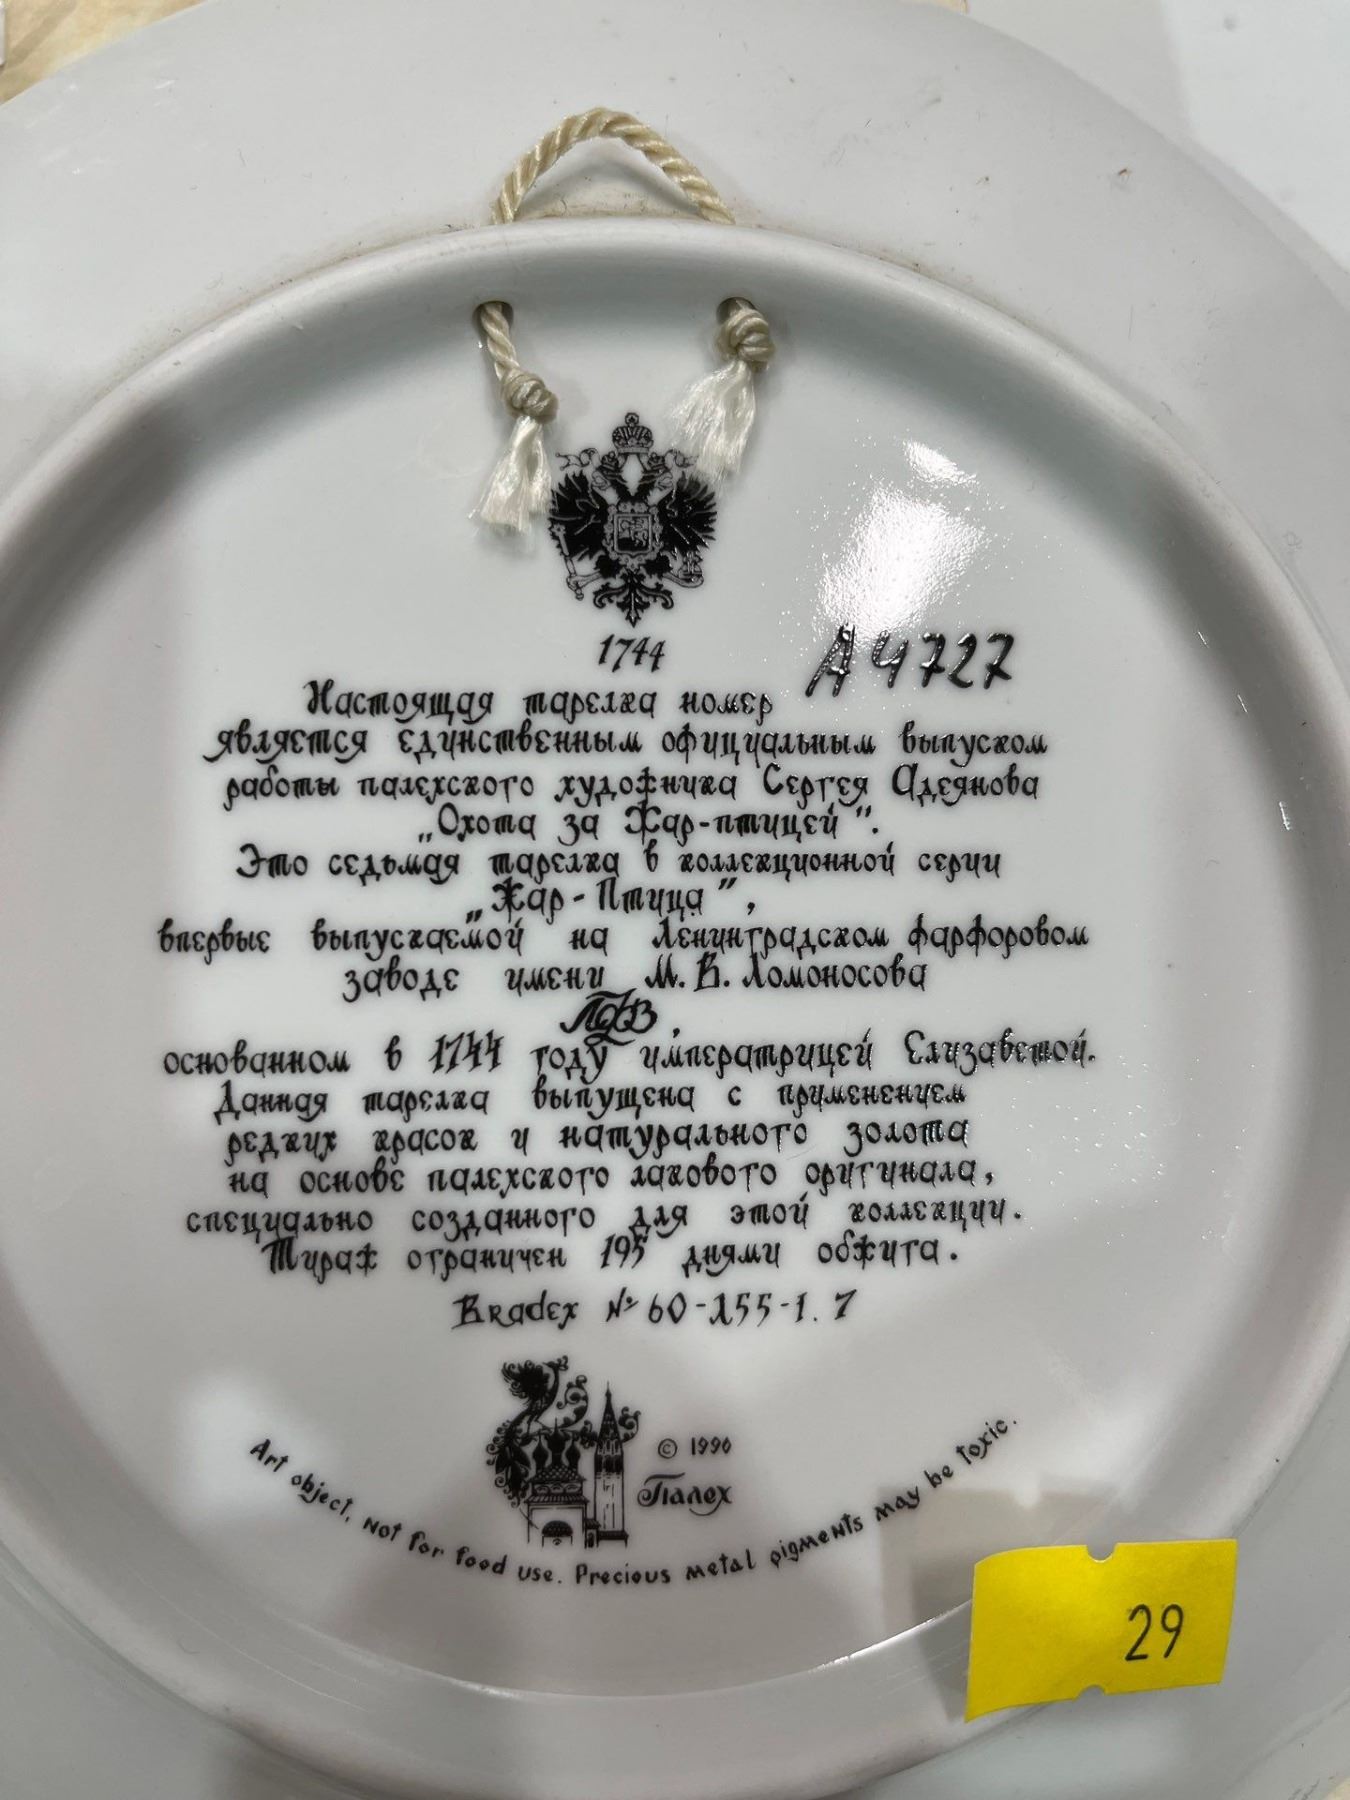 1744
A 4727
Настоящая тарелка номер
является единственным официальным выпуском
работы палехского художника Сергея Адеянова
„Охота за Жар-птицей".
Это седьмая тарелка в коллекционной серии
„Жар-Птица",
впервые выпускаемой на Ленинградском фарфоровом
заводе имени М. В. Ломоносова
ЛФЗ,
основанном в 1744 году императрицей Елизаветой.
Данная тарелка выпущена с применением
редких красок и натурального золота
на основе палехского лакового оригинала,
специально созданного для этой коллекции.
Тираж ограничен 195 днями обжига.
Bradex № 60-155-1.7
© 1990
Палех
Art object, not for food use. Precious metal pigments may be toxic.
29